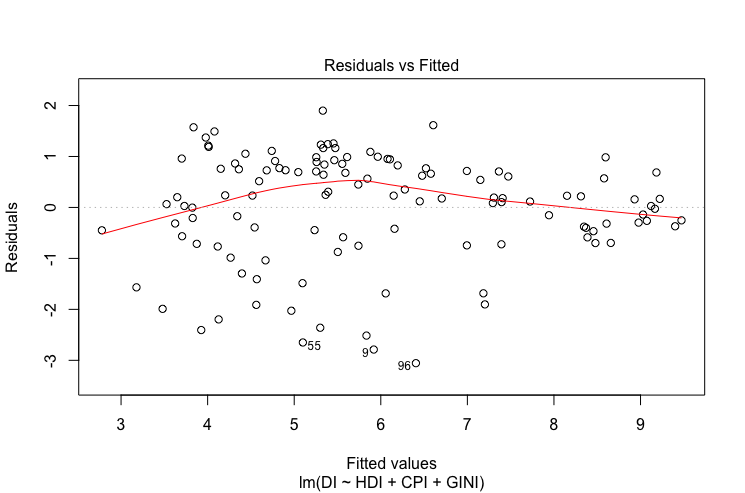 Residuals vs Fitted
Residuals
2
1
0
-1
-2
-3
55
9
96
3 4 5 6 7 8 9
Fitted values
lm(DI ~ HDI + CPI + GINI)